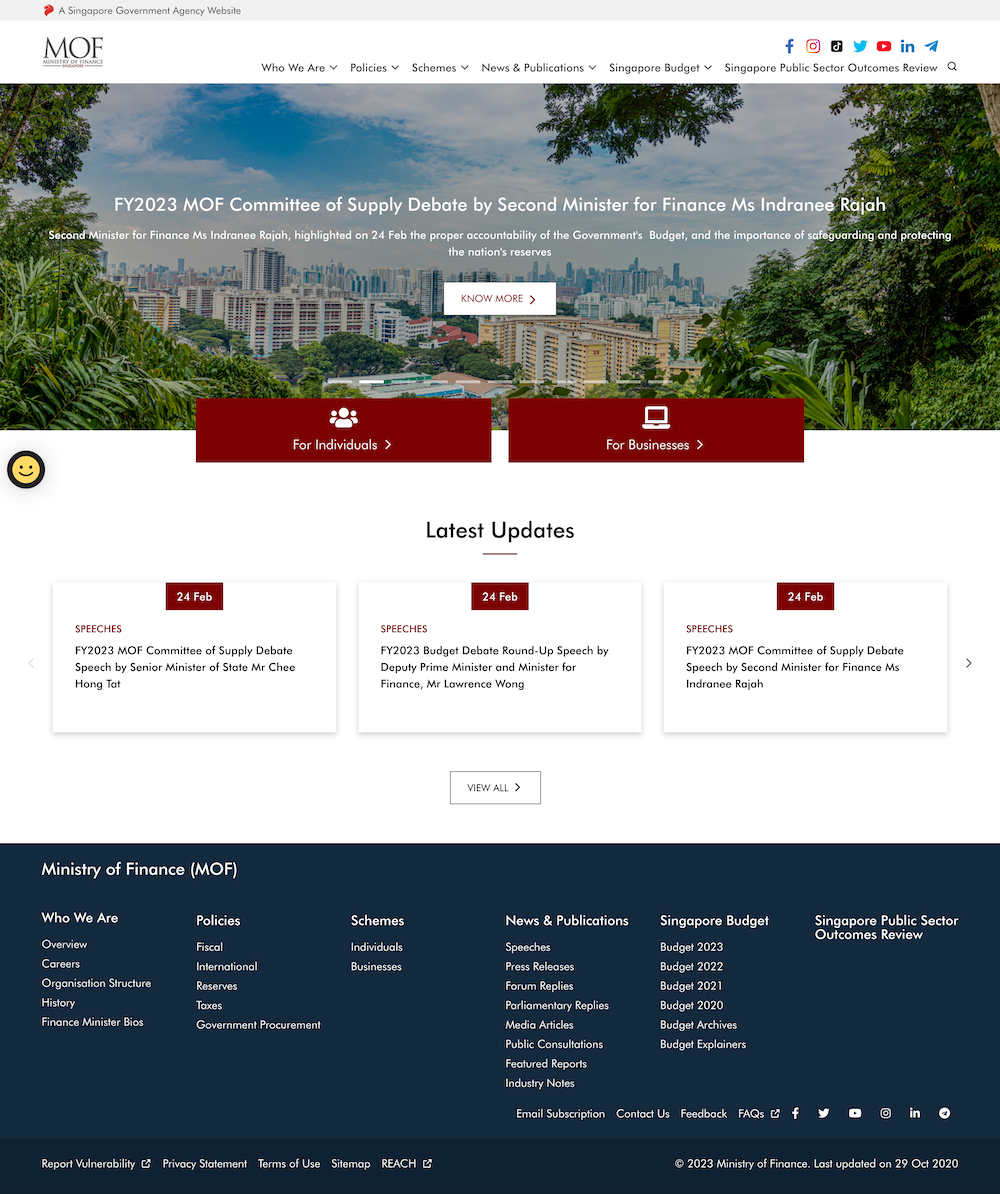 A Singapore Government Agency Website
MOF
MINISTRY OF FINANCE
SINGAPORE
Who We Are
Policies
Schemes
News & Publications
Singapore Budget
Singapore Public Sector Outcomes Review
FY2023 MOF Committee of Supply Debate by Second Minister for Finance Ms Indranee Rajah
Second Minister for Finance Ms Indranee Rajah, highlighted on 24 Feb the proper accountability of the Government's  Budget, and the importance of safeguarding and protecting
the nation's reserves
KNOW MORE
For Individuals
For Businesses
Latest Updates
24 Feb
SPEECHES
FY2023 MOF Committee of Supply Debate
Speech by Senior Minister of State Mr Chee
Hong Tat
24 Feb
SPEECHES
FY2023 Budget Debate Round-Up Speech by
Deputy Prime Minister and Minister for
Finance, Mr Lawrence Wong
24 Feb
SPEECHES
FY2023 MOF Committee of Supply Debate
Speech by Second Minister for Finance Ms
Indranee Rajah
VIEW ALL
Ministry of Finance (MOF)
Who We Are
Overview
Careers
Organisation Structure
History
Finance Minister Bios
Policies
Fiscal
International
Reserves
Taxes
Government Procurement
Schemes
Individuals
Businesses
News & Publications
Speeches
Press Releases
Forum Replies
Parliamentary Replies
Media Articles
Public Consultations
Featured Reports
Industry Notes
Singapore Budget
Budget 2023
Budget 2022
Budget 2021
Budget 2020
Budget Archives
Budget Explainers
Singapore Public Sector
Outcomes Review
Email Subscription
Contact Us
Feedback
FAQs
Report Vulnerability
Privacy Statement
Terms of Use
Sitemap
REACH
© 2023 Ministry of Finance. Last updated on 29 Oct 2020